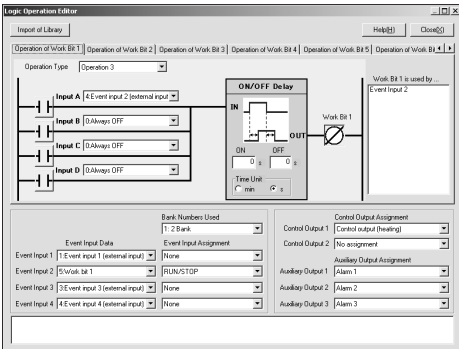 Logic Operation Editor
Import of Library
Help(H)
Close(X)
Operation of Work Bit 1
Operation of Work Bit 2
Operation of Work Bit 3
Operation of Work Bit 4
Operation of Work Bit 5
Operation of Work Bi
Operation Type
Operation 3
Input A
4:Event input 2 (external input
Input B
0:Always OFF
Input C
0:Always OFF
Input D
0:Always OFF
ON/OFF Delay
IN
OUT
ON
OFF
0 s
0 s
Time Unit
min
s
Work Bit 1
Work Bit 1 is used by ...
Event Input 2
Bank Numbers Used
1: 2 Bank
Event Input Data
Event Input Assignment
Event Input 1
1:Event input 1 (external input)
None
Event Input 2
5:Work bit 1
RUN/STOP
Event Input 3
3:Event input 3 (external input)
None
Event Input 4
4:Event input 4 (external input)
None
Control Output Assignment
Control Output 1
Control output (heating)
Control Output 2
No assignment
Auxiliary Output Assignment
Auxiliary Output 1
Alarm 1
Auxiliary Output 2
Alarm 2
Auxiliary Output 3
Alarm 3